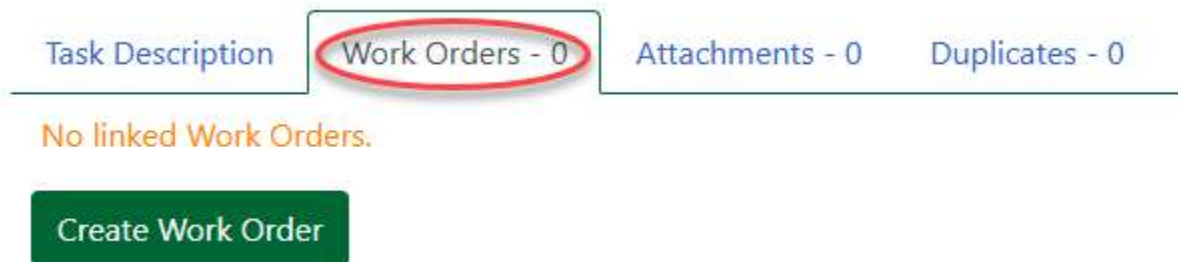 Task Description Work Orders - 0 Attachments - 0 Duplicates - 0
No linked Work Orders.
Create Work Order